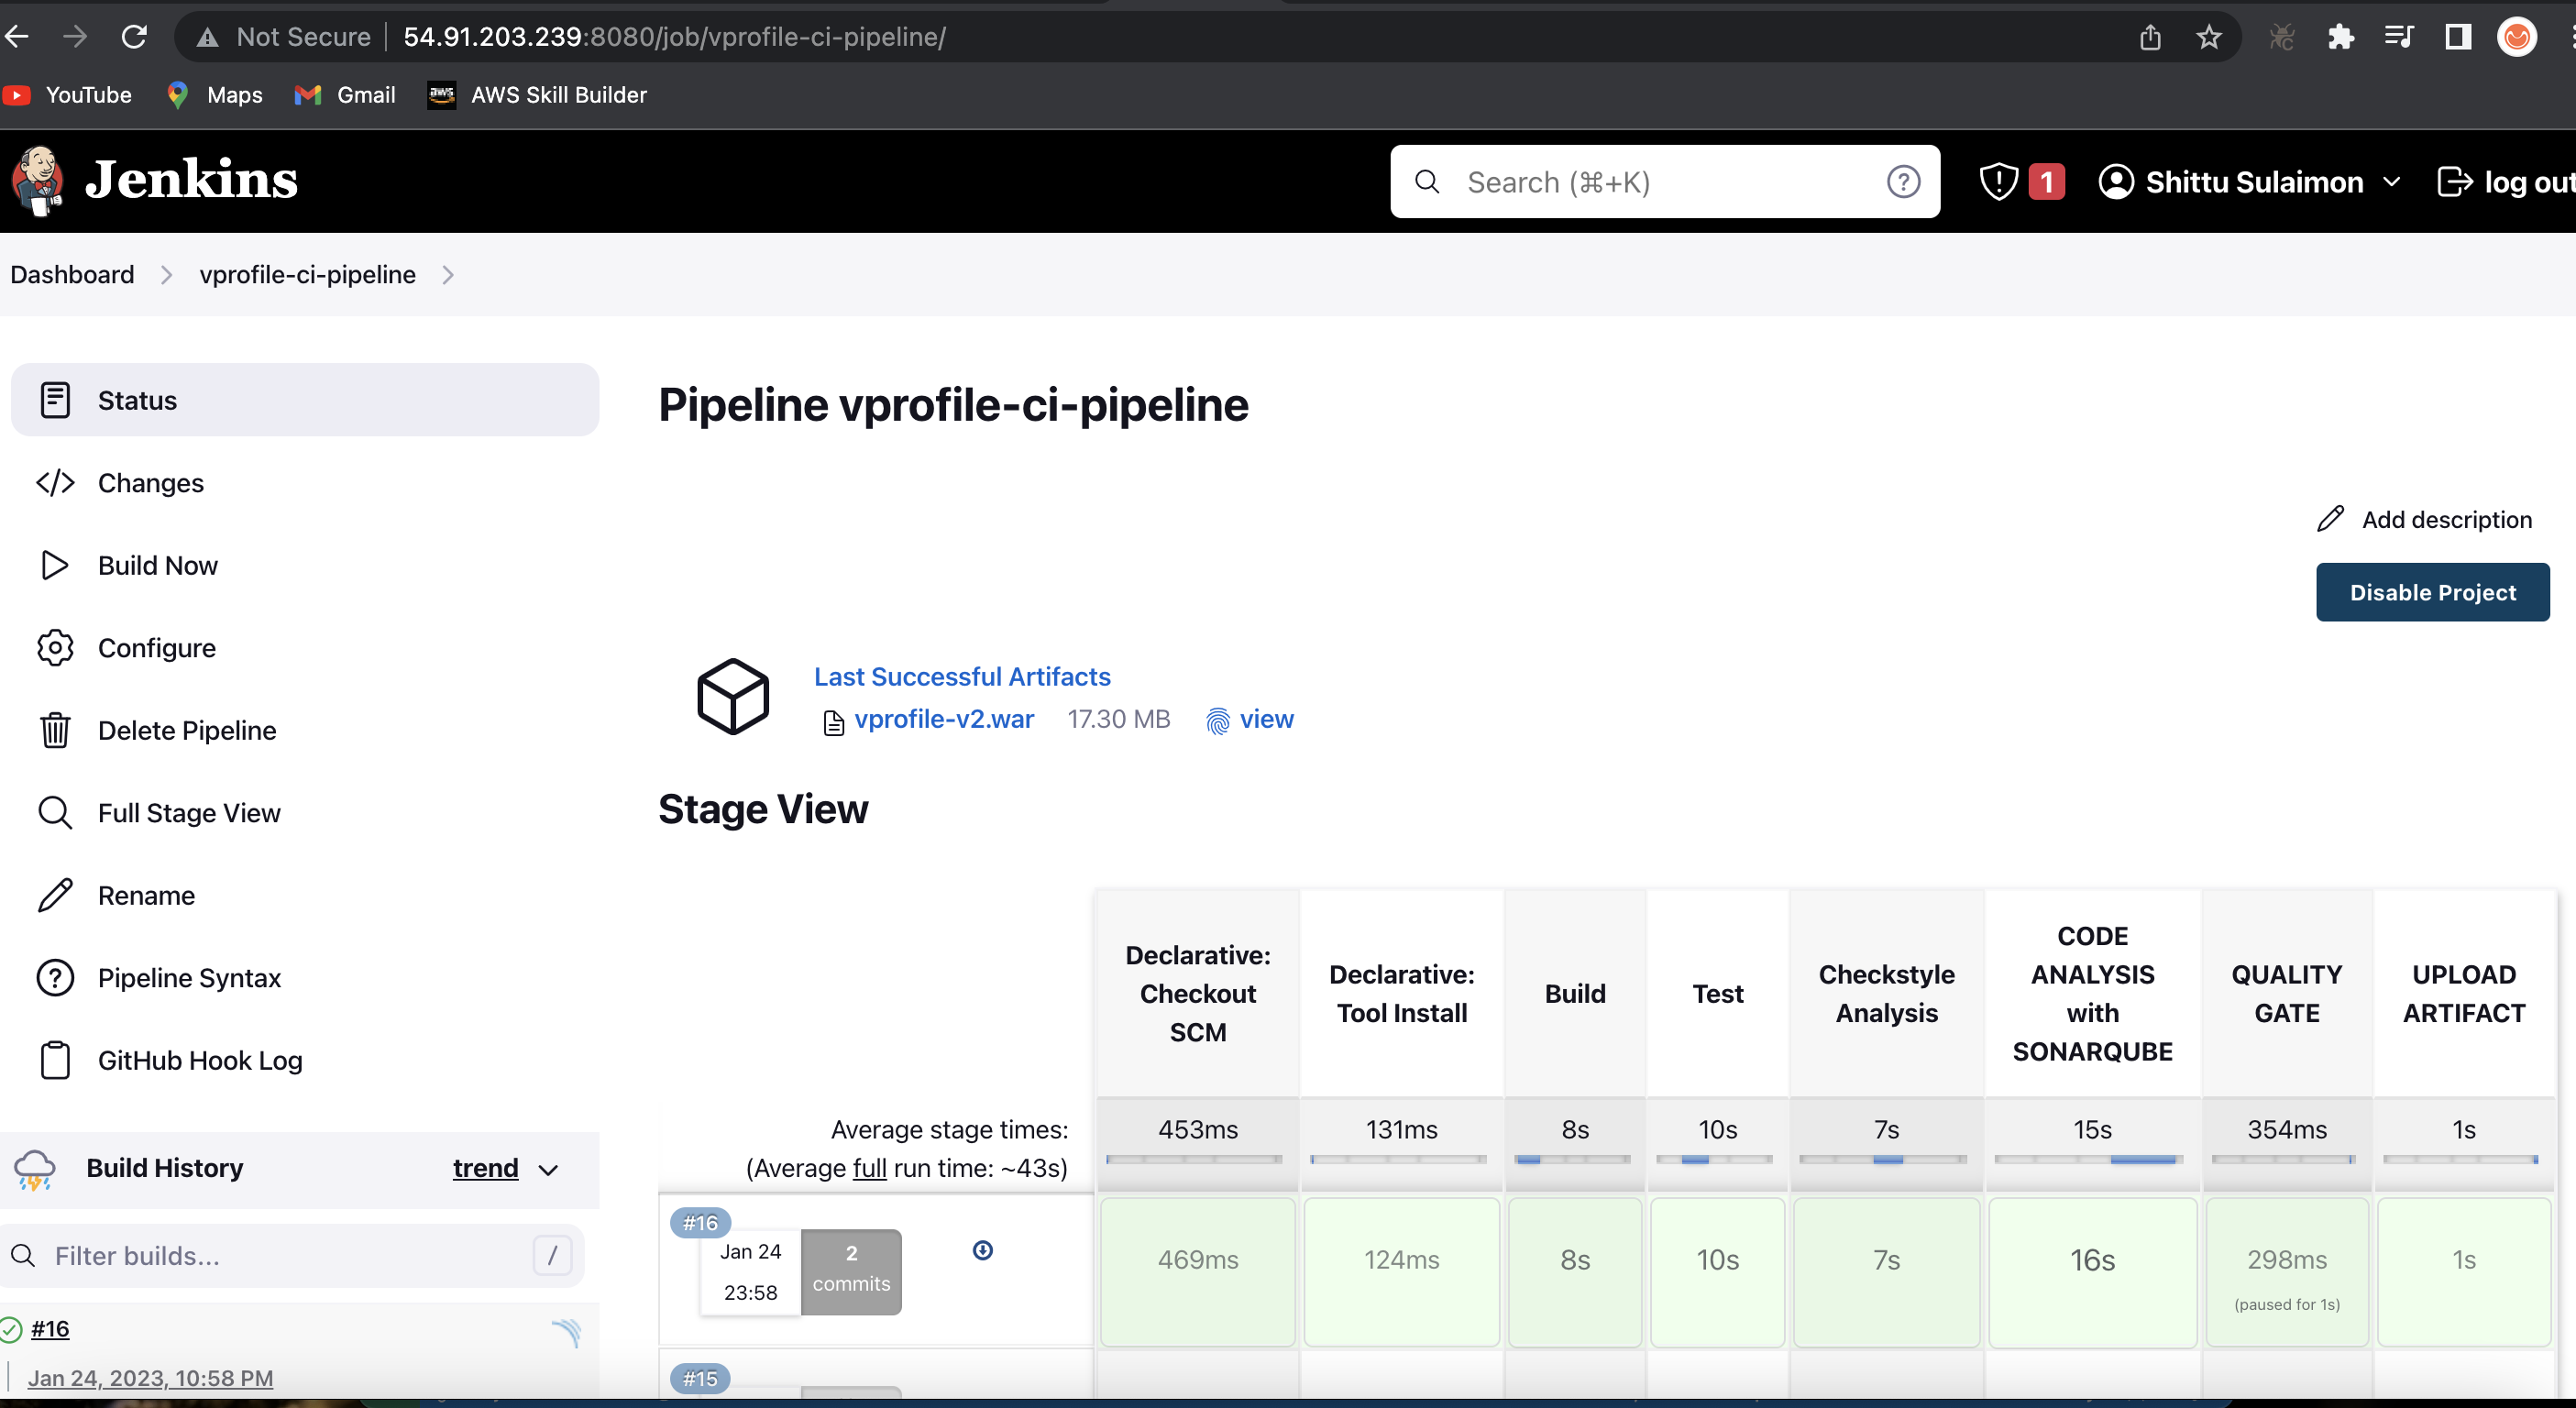 Not Secure 54.91.203.239:8080/job/vprofile-ci-pipeline/
YouTube Maps Gmail aws AWS Skill Builder
Jenkins Search (⌘+K) ? 1 Shittu Sulaimon log out
Dashboard vprofile-ci-pipeline
Status
Changes
Build Now
Configure
Delete Pipeline
Full Stage View
Rename
Pipeline Syntax
GitHub Hook Log
Build History trend
Filter builds... /
#16
Jan 24, 2023, 10:58 PM
Pipeline vprofile-ci-pipeline
Add description
Disable Project
Last Successful Artifacts
vprofile-v2.war 17.30 MB view
Stage View
Declarative: Checkout SCM
Declarative: Tool Install
Build
Test
Checkstyle Analysis
CODE ANALYSIS with SONARQUBE
QUALITY GATE
UPLOAD ARTIFACT
Average stage times: 453ms 131ms 8s 10s 7s 15s 354ms 1s
(Average full run time: ~43s)
#16
Jan 24
23:58
2
commits
469ms 124ms 8s 10s 7s 16s 298ms 1s
(paused for 1s)
#15